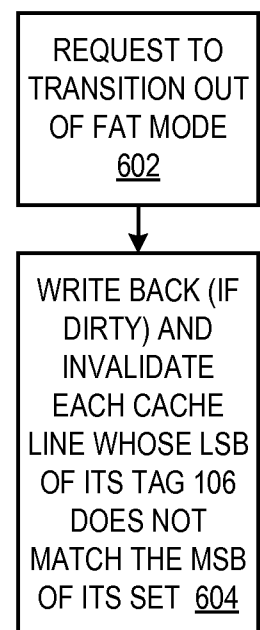 REQUEST TO
TRANSITION OUT
OF FAT MODE
602
WRITE BACK (IF
DIRTY) AND
INVALIDATE
EACH CACHE
LINE WHOSE LSB
OF ITS TAG 106
DOES NOT
MATCH THE MSB
OF ITS SET 604